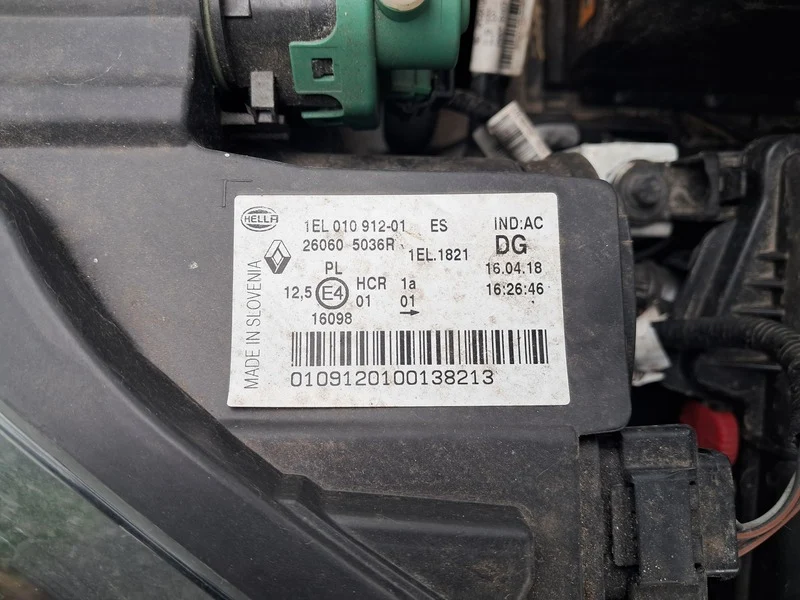 HELLA
1EL 010 912-01 ES IND:AC
26060 5036R 1EL.1821 DG
PL 16.04.18
12,5 E4 HCR 1a 16:26:46
01 01
16098
MADE IN SLOVENIA
0109120100138213